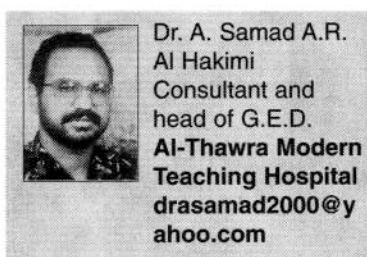 Dr. A. Samad A.R.
Al Hakimi
Consultant and
head of G.E.D.
Al-Thawra Modern
Teaching Hospital
drasamad2000@y
ahoo.com